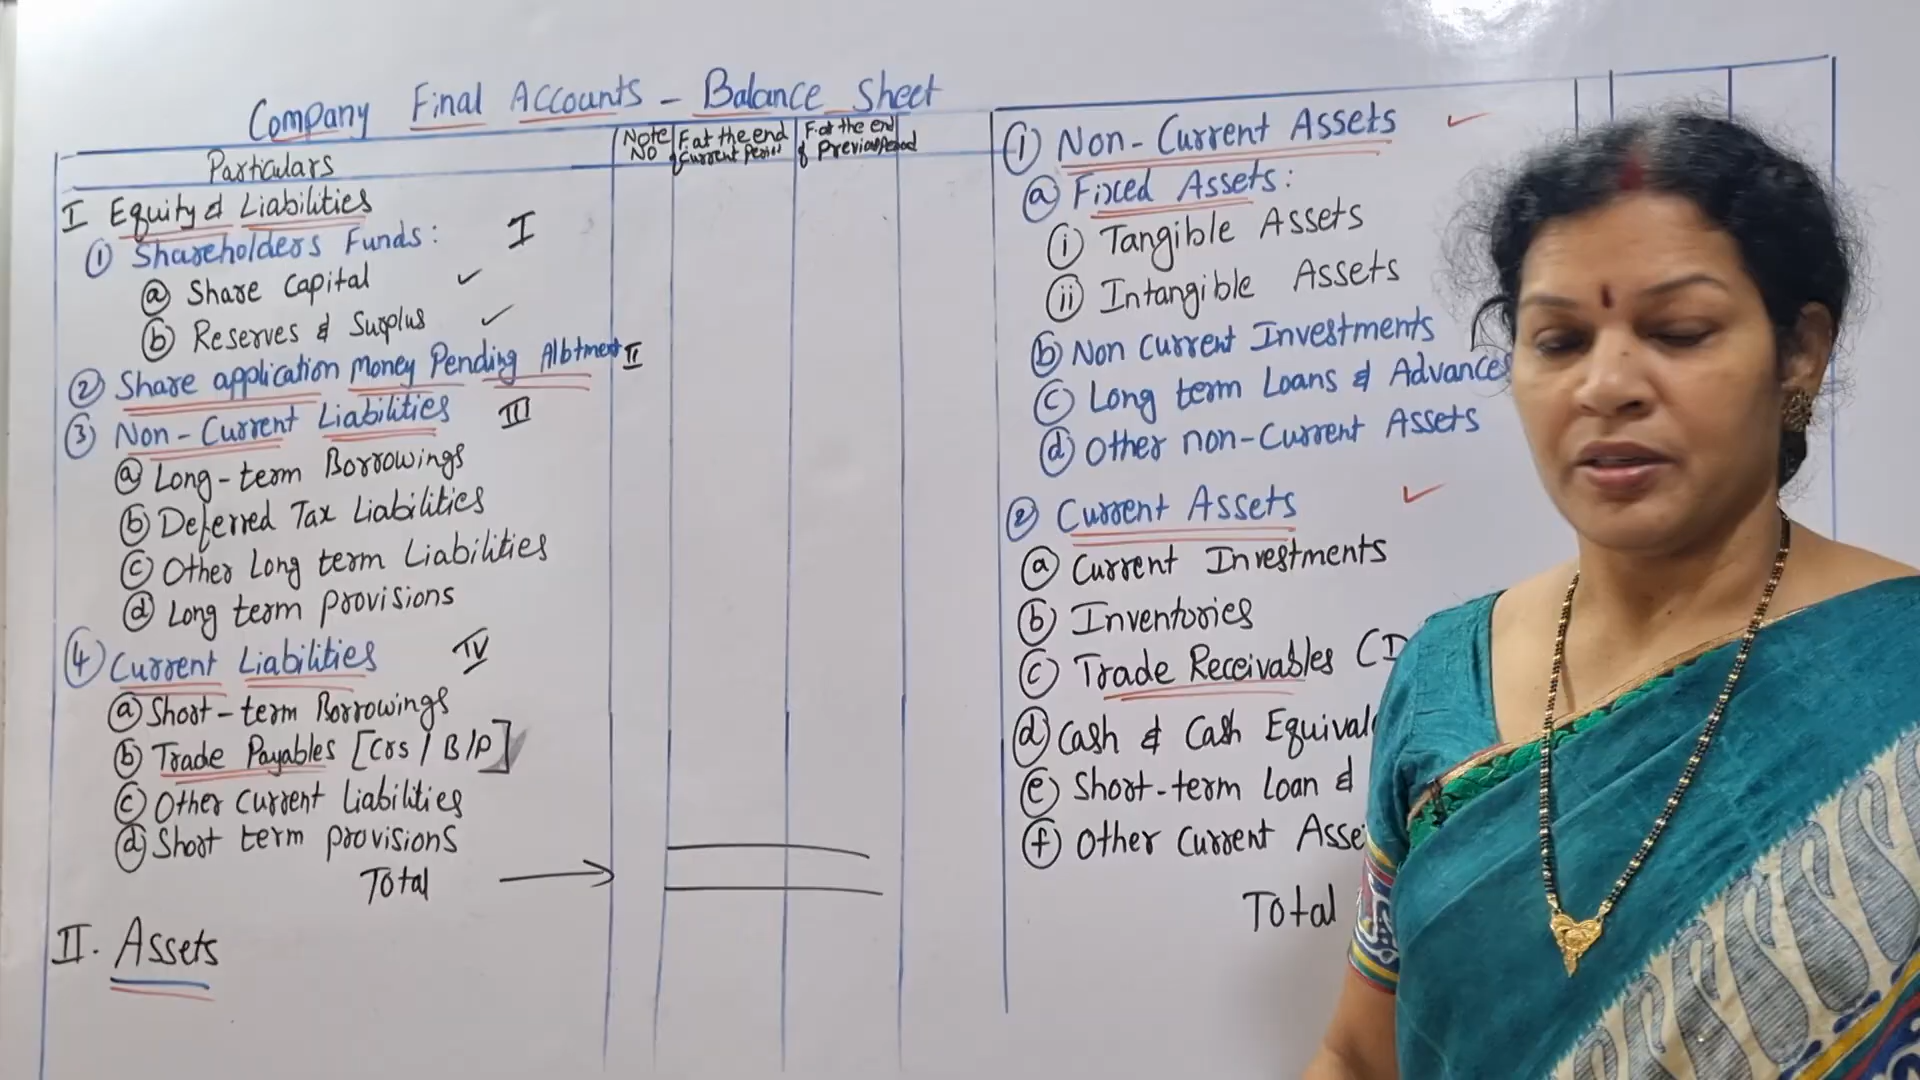 Company Final Accounts - Balance Sheet
Particulars
Note No
F. at the end of Current Period
F. at the end of Previous Period
I Equity & Liabilities
① Shareholders Funds: I
ⓐ Share Capital ✓
ⓑ Reserves & Surplus ✓
② Share application Money Pending Allotment II
③ Non-Current Liabilities III
ⓐ Long-term Borrowings
ⓑ Deferred Tax Liabilities
ⓒ Other Long term Liabilities
ⓓ Long term provisions
④ Current Liabilities IV
ⓐ Short-term Borrowings
ⓑ Trade Payables [Crs / B/P]
ⓒ Other Current Liabilities
ⓓ Short term provisions
Total →
II. Assets
① Non-Current Assets ✓
ⓐ Fixed Assets:
ⓘ Tangible Assets
ii Intangible Assets
ⓑ Non Current Investments
ⓒ Long term Loans & Advances
ⓓ Other non-Current Assets
② Current Assets ✓
ⓐ Current Investments
ⓑ Inventories
ⓒ Trade Receivables (D
ⓓ Cash & Cash Equival
ⓔ Short-term Loan &
ⓕ Other Current Asse
Total